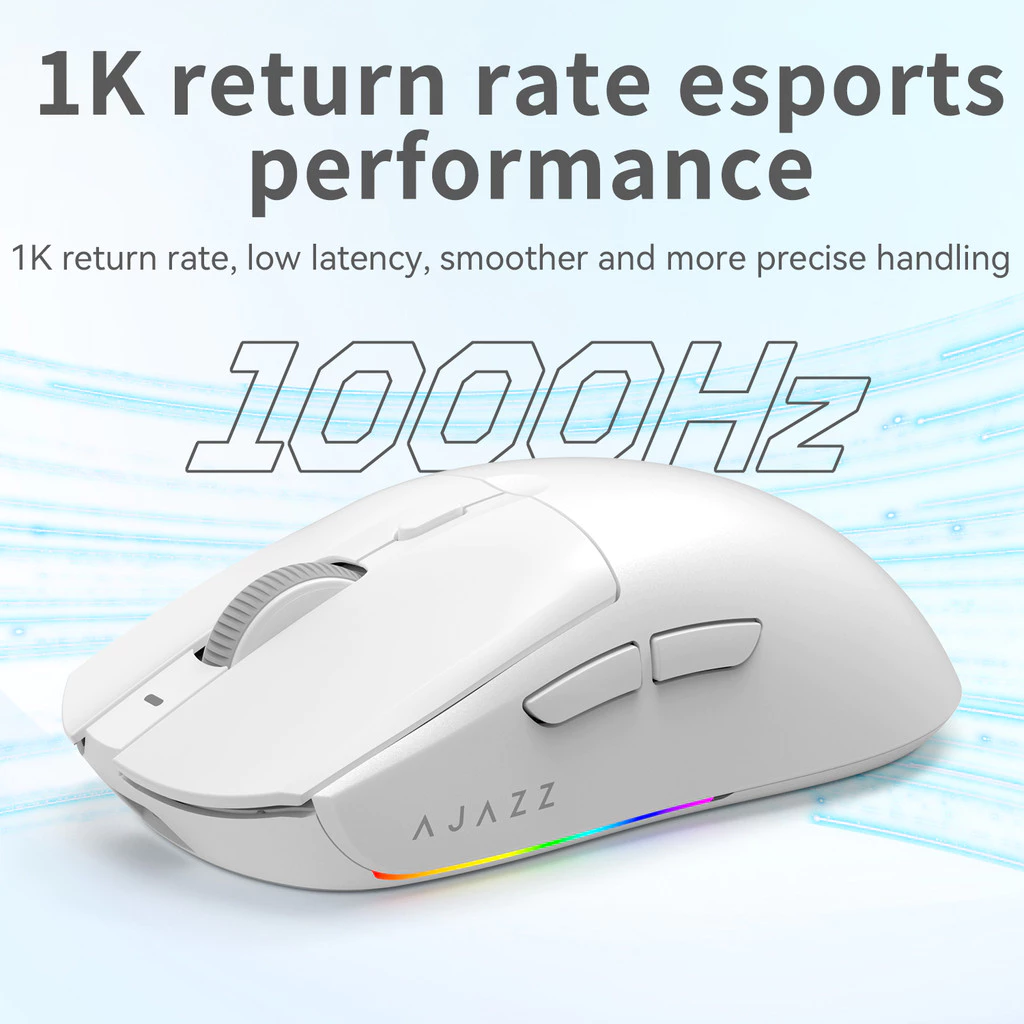 1K return rate esports
performance
1K return rate, low latency, smoother and more precise handling
1000Hz
AJAZZ